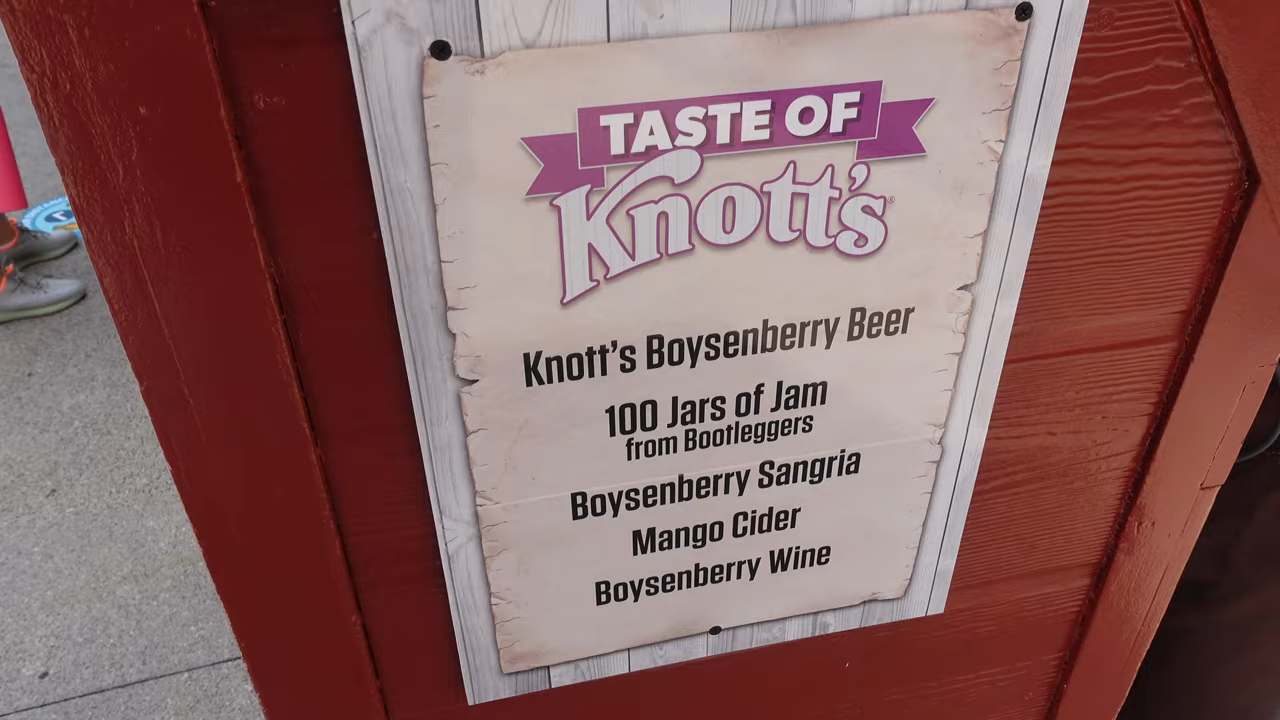 TASTE OF
Knott's®
Knott's Boysenberry Beer
100 Jars of Jam
from Bootleggers
Boysenberry Sangria
Mango Cider
Boysenberry Wine